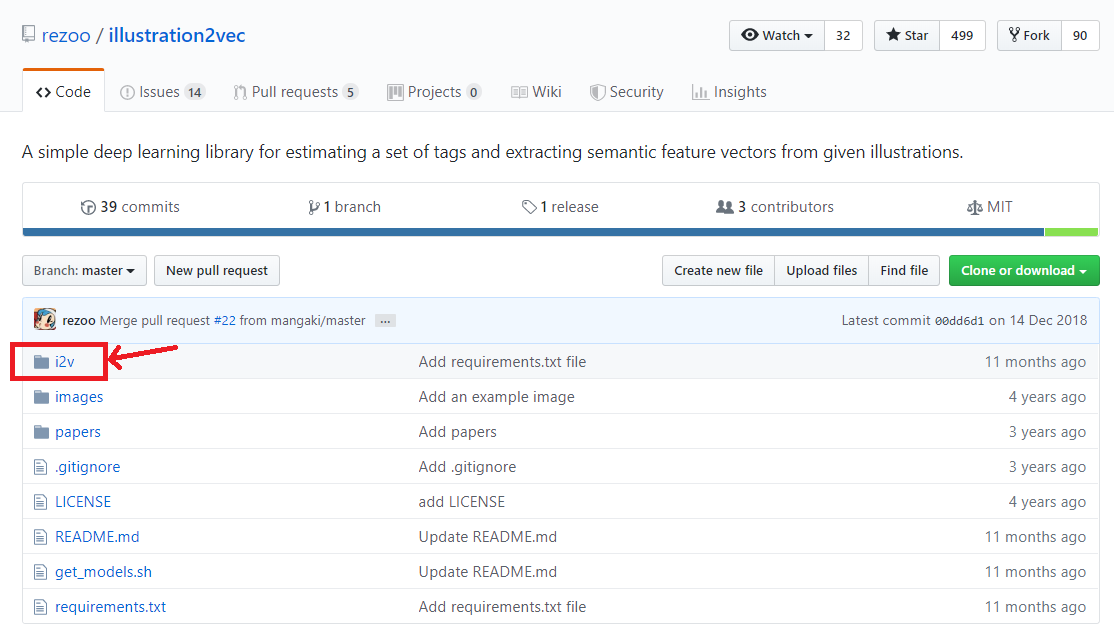 rezoo / illustration2vec
Watch 32 Star 499 Fork 90
Code Issues 14 Pull requests 5 Projects 0 Wiki Security Insights
A simple deep learning library for estimating a set of tags and extracting semantic feature vectors from given illustrations.
39 commits 1 branch 1 release 3 contributors MIT
Branch: master New pull request Create new file Upload files Find file Clone or download
rezoo Merge pull request #22 from mangaki/master ... Latest commit 00dd6d1 on 14 Dec 2018
i2v Add requirements.txt file 11 months ago
images Add an example image 4 years ago
papers Add papers 3 years ago
.gitignore Add .gitignore 3 years ago
LICENSE add LICENSE 4 years ago
README.md Update README.md 11 months ago
get_models.sh Update README.md 11 months ago
requirements.txt Add requirements.txt file 11 months ago